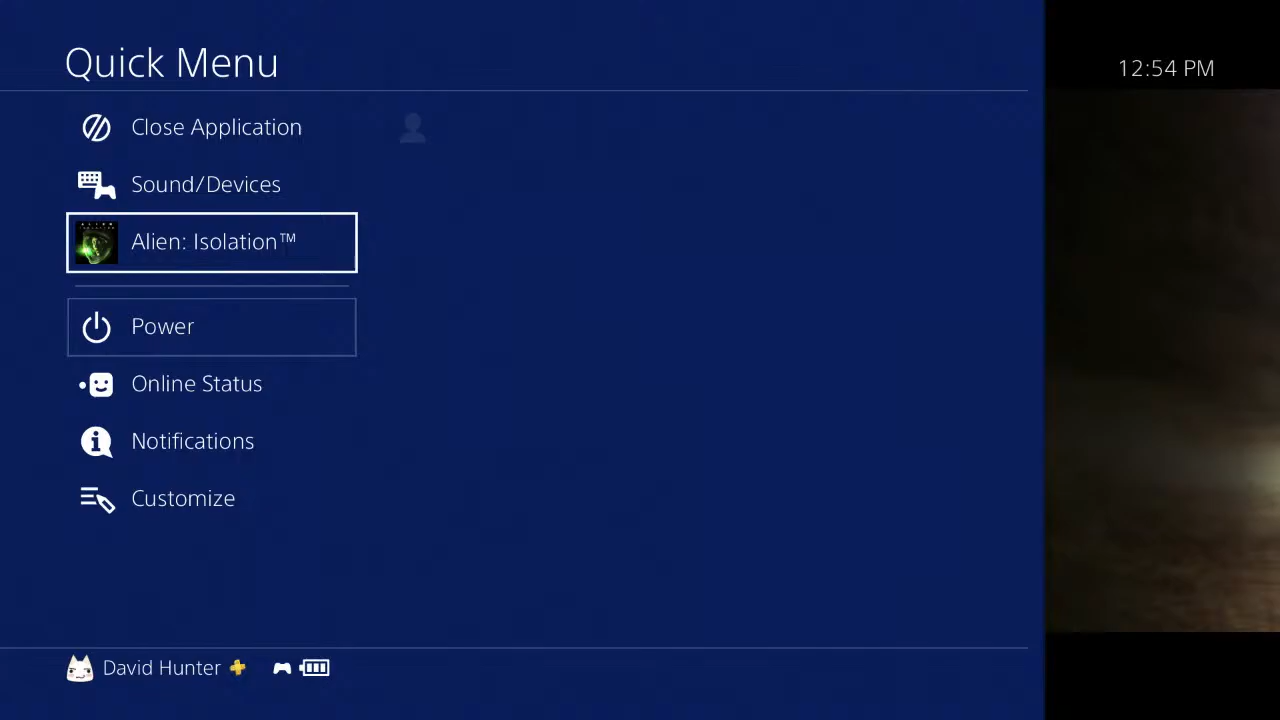 Quick Menu
12:54 PM
Close Application
Sound/Devices
Alien: Isolation™
Power
Online Status
Notifications
Customize
David Hunter